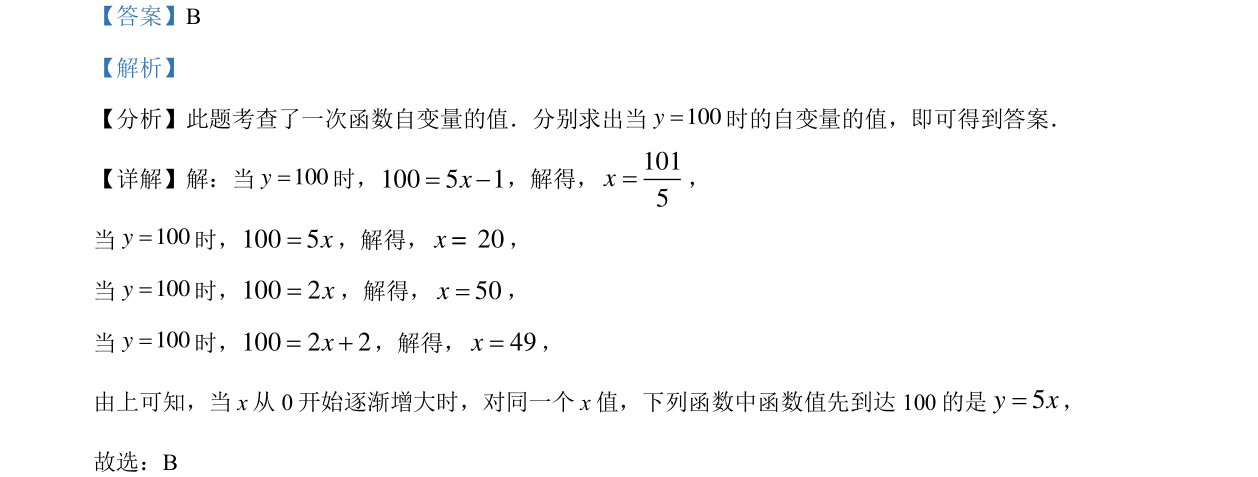 【答案】B
【解析】
【分析】此题考查了一次函数自变量的值．分别求出当 y =100 时的自变量的值，即可得到答案．
【详解】解：当 y =100 时，100 = 5x−1，解得，x = 101/5，
当 y =100 时，100 = 5x，解得，x = 20，
当 y =100 时，100 = 2x，解得，x = 50，
当 y =100 时，100 = 2x + 2，解得，x = 49，
由上可知，当 x 从 0 开始逐渐增大时，对同一个 x 值，下列函数中函数值先到达 100 的是 y = 5x，
故选：B